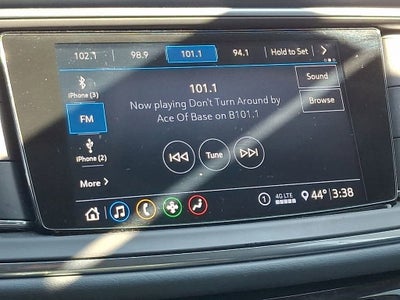 102.1 98.9 101.1 94.1 Hold to Set
iPhone (3)
101.1
Sound
Now playing Don't Turn Around by
Ace Of Base on B101.1
Browse
FM
iPhone (2)
Tune
More
1 4G LTE 44° 3:38